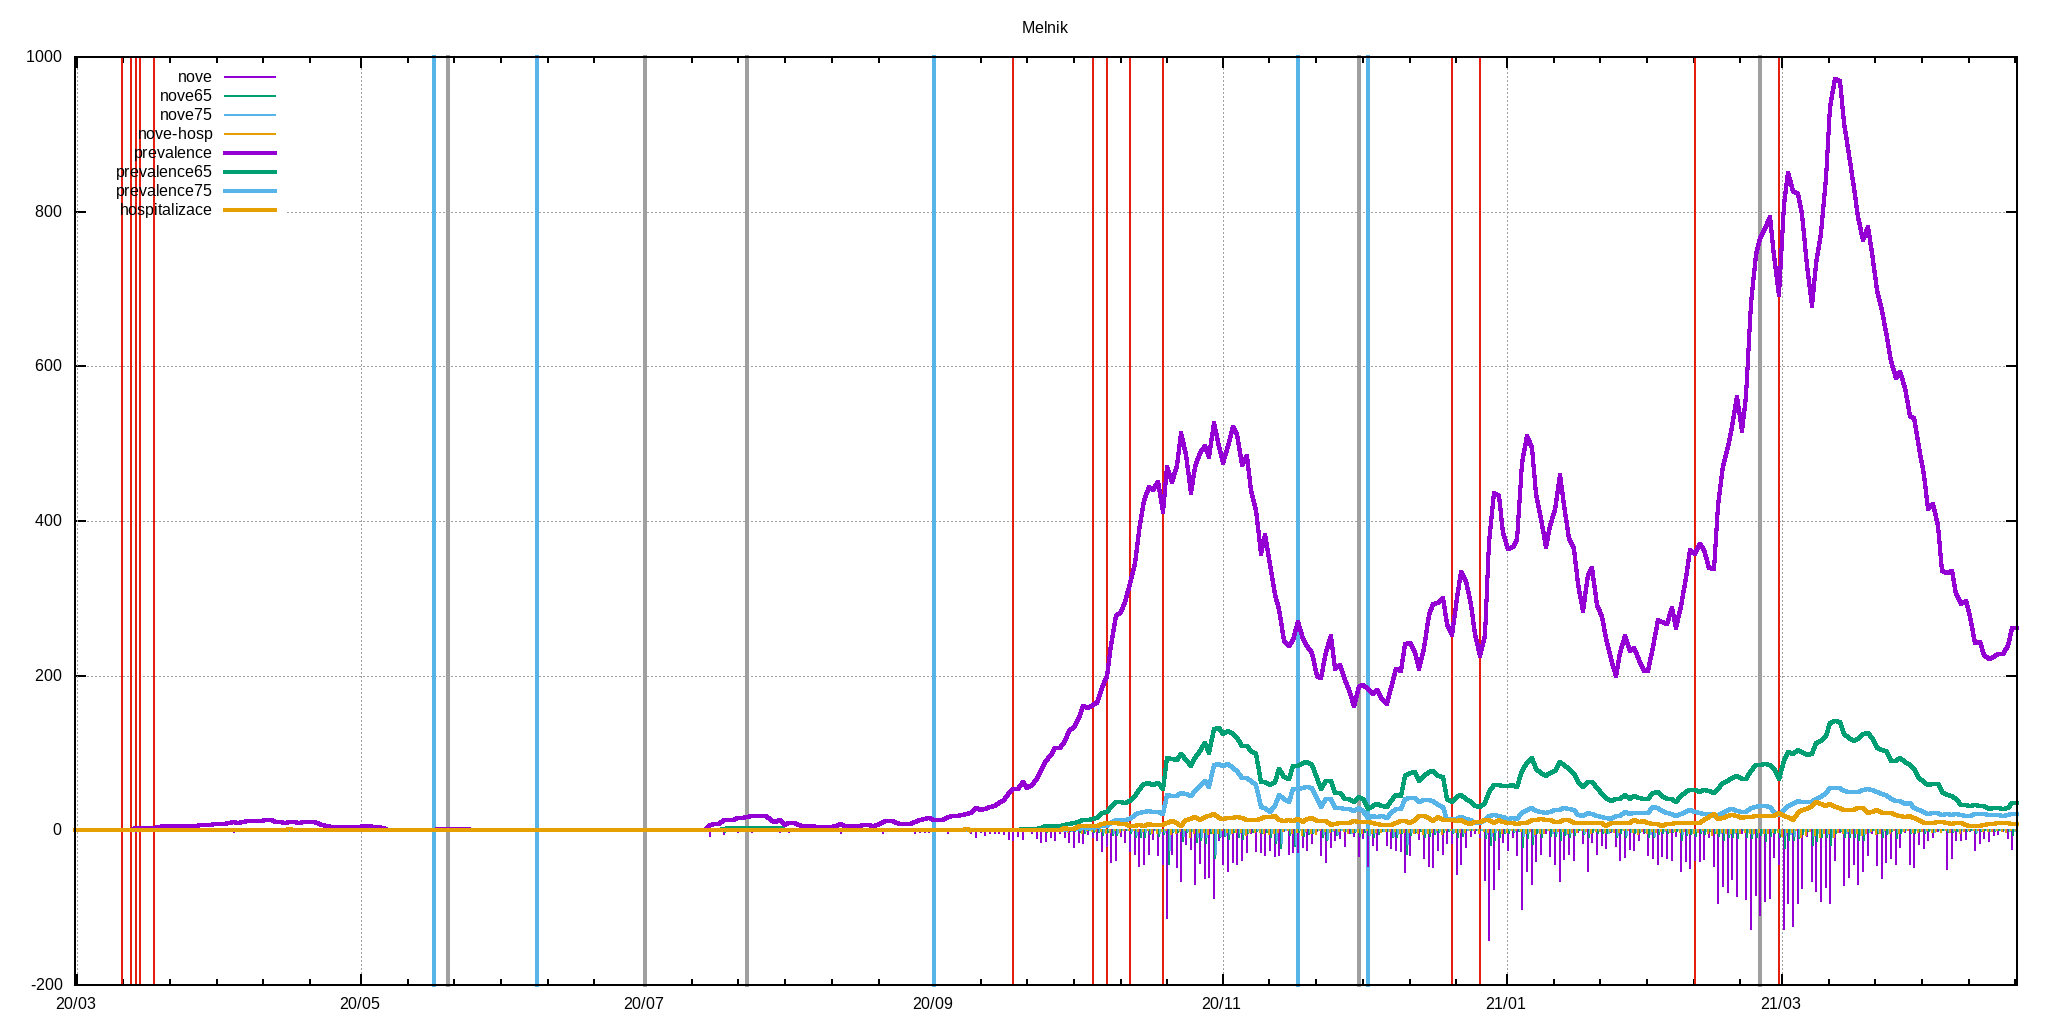 Melnik
1000
800
600
400
200
0
-200
nove
nove65
nove75
nove-hosp
prevalence
prevalence65
prevalence75
hospitalizace
20/03
20/05
20/07
20/09
20/11
21/01
21/03